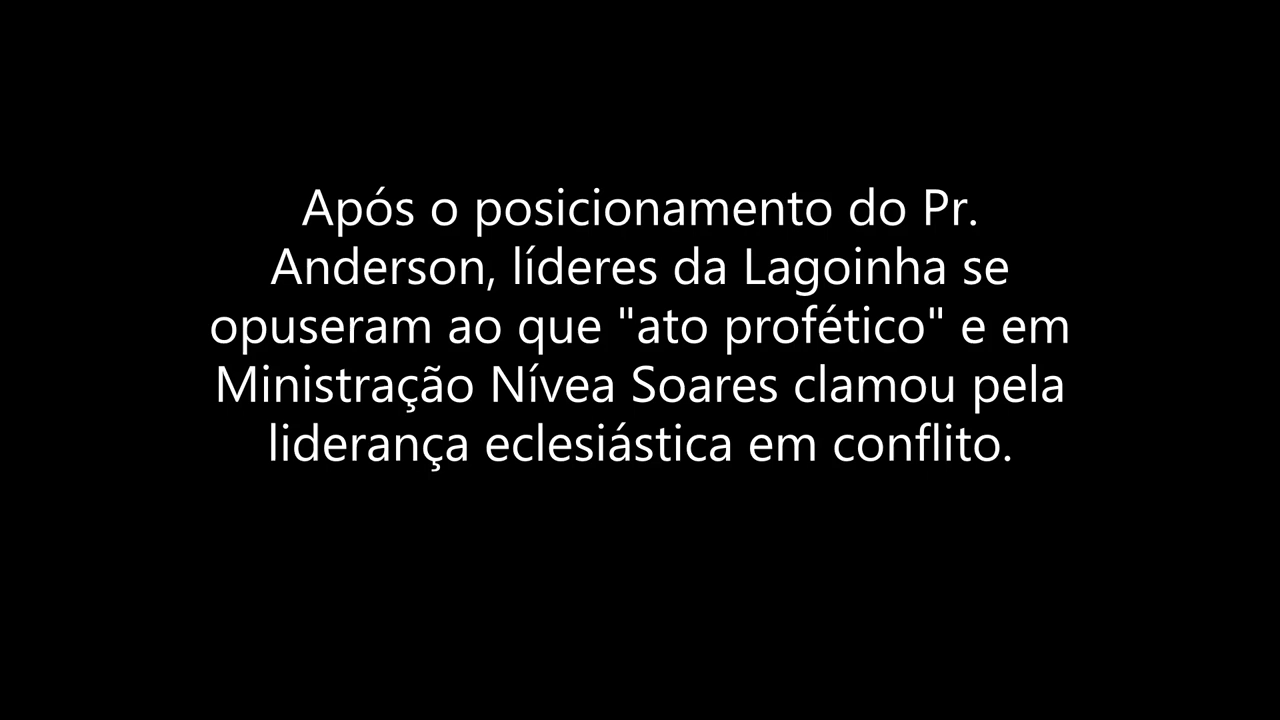 Após o posicionamento do Pr.
Anderson, líderes da Lagoinha se
opuseram ao que "ato profético" e em
Ministração Nívea Soares clamou pela
liderança eclesiástica em conflito.